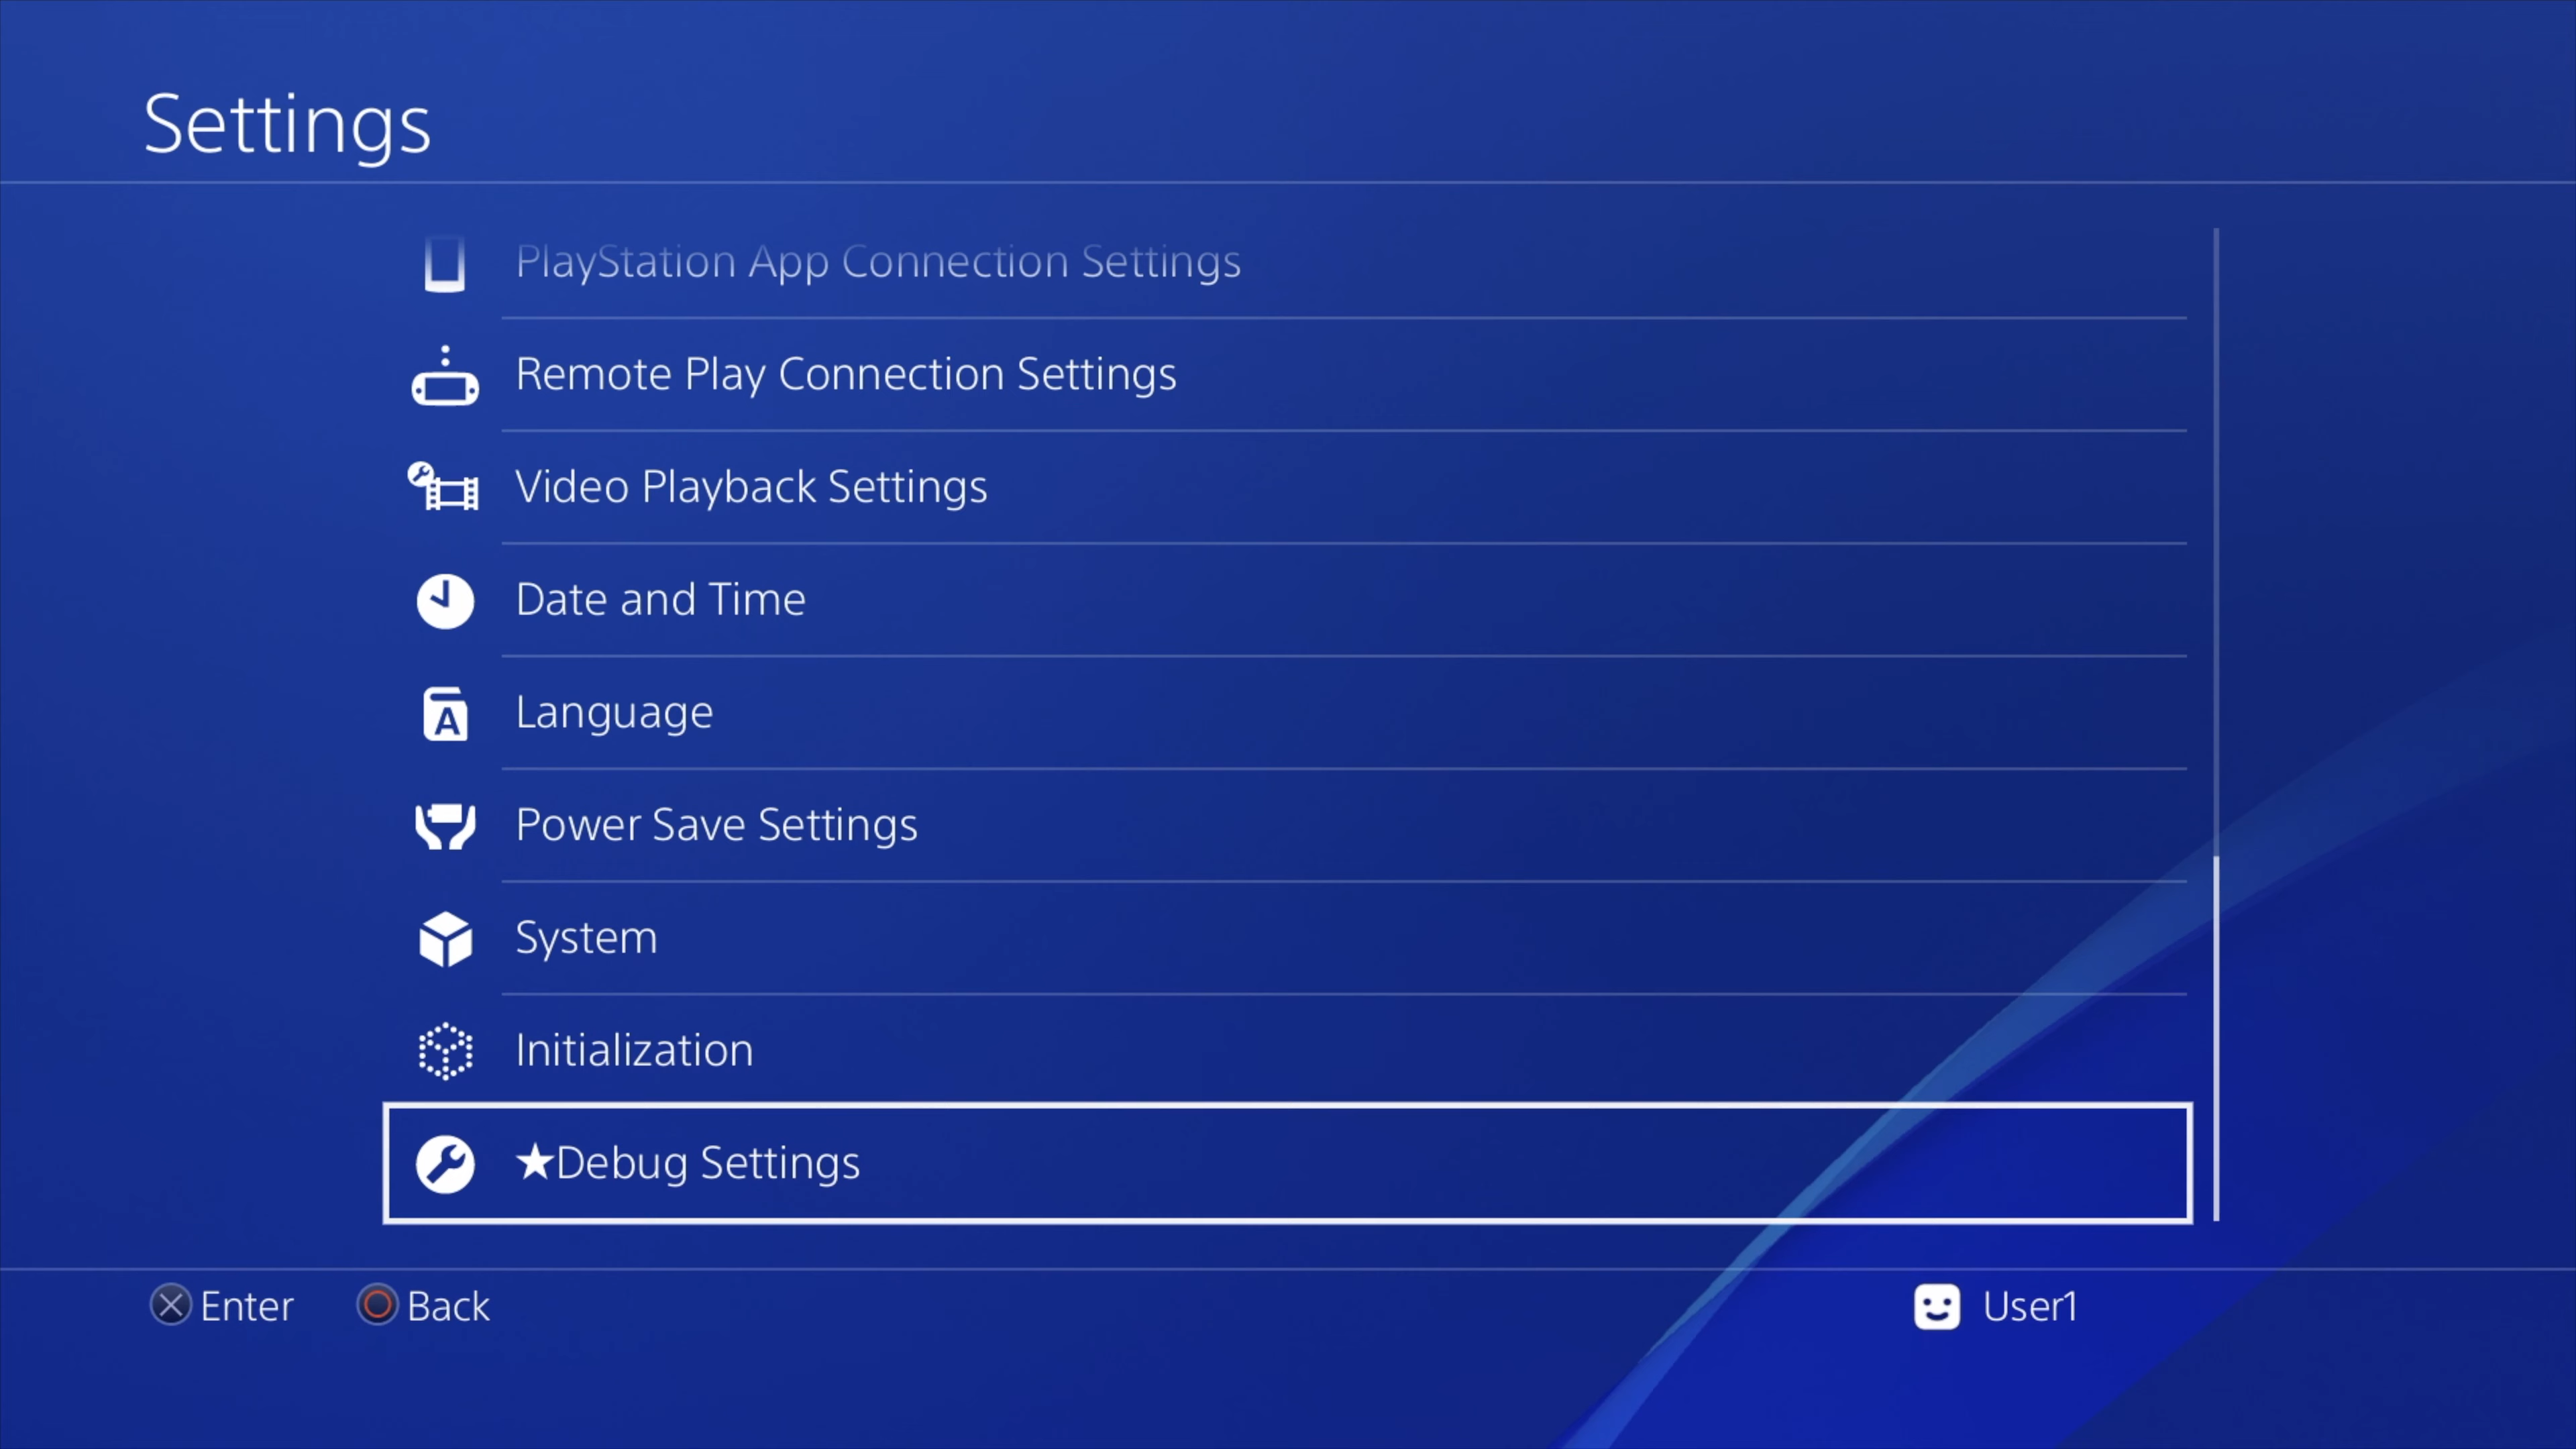 Settings
PlayStation App Connection Settings
Remote Play Connection Settings
Video Playback Settings
Date and Time
Language
Power Save Settings
System
Initialization
★Debug Settings
Enter Back User1